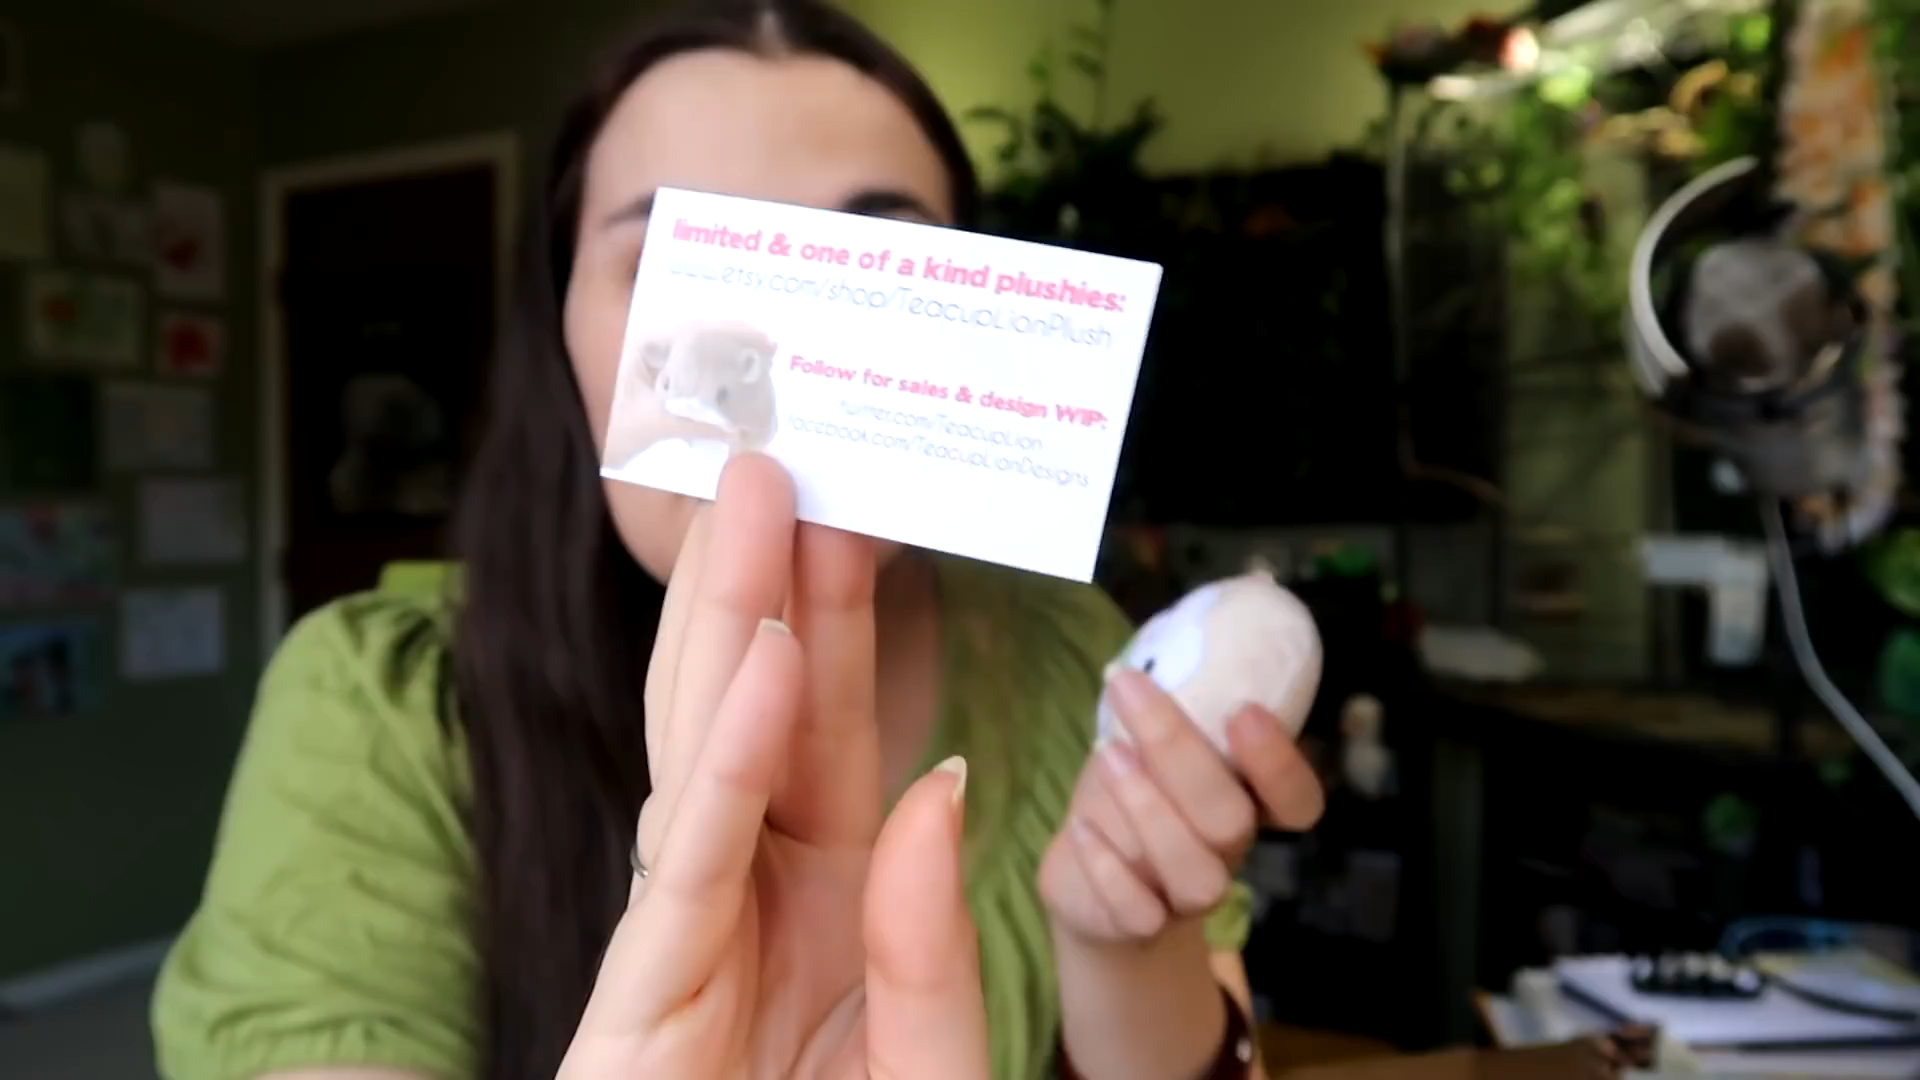 limited & one of a kind plushies:
www.etsy.com/shop/TeacupLionPlush
Follow for sales & design WIP:
twitter.com/TeacupLion
facebook.com/TeacupLionDesigns